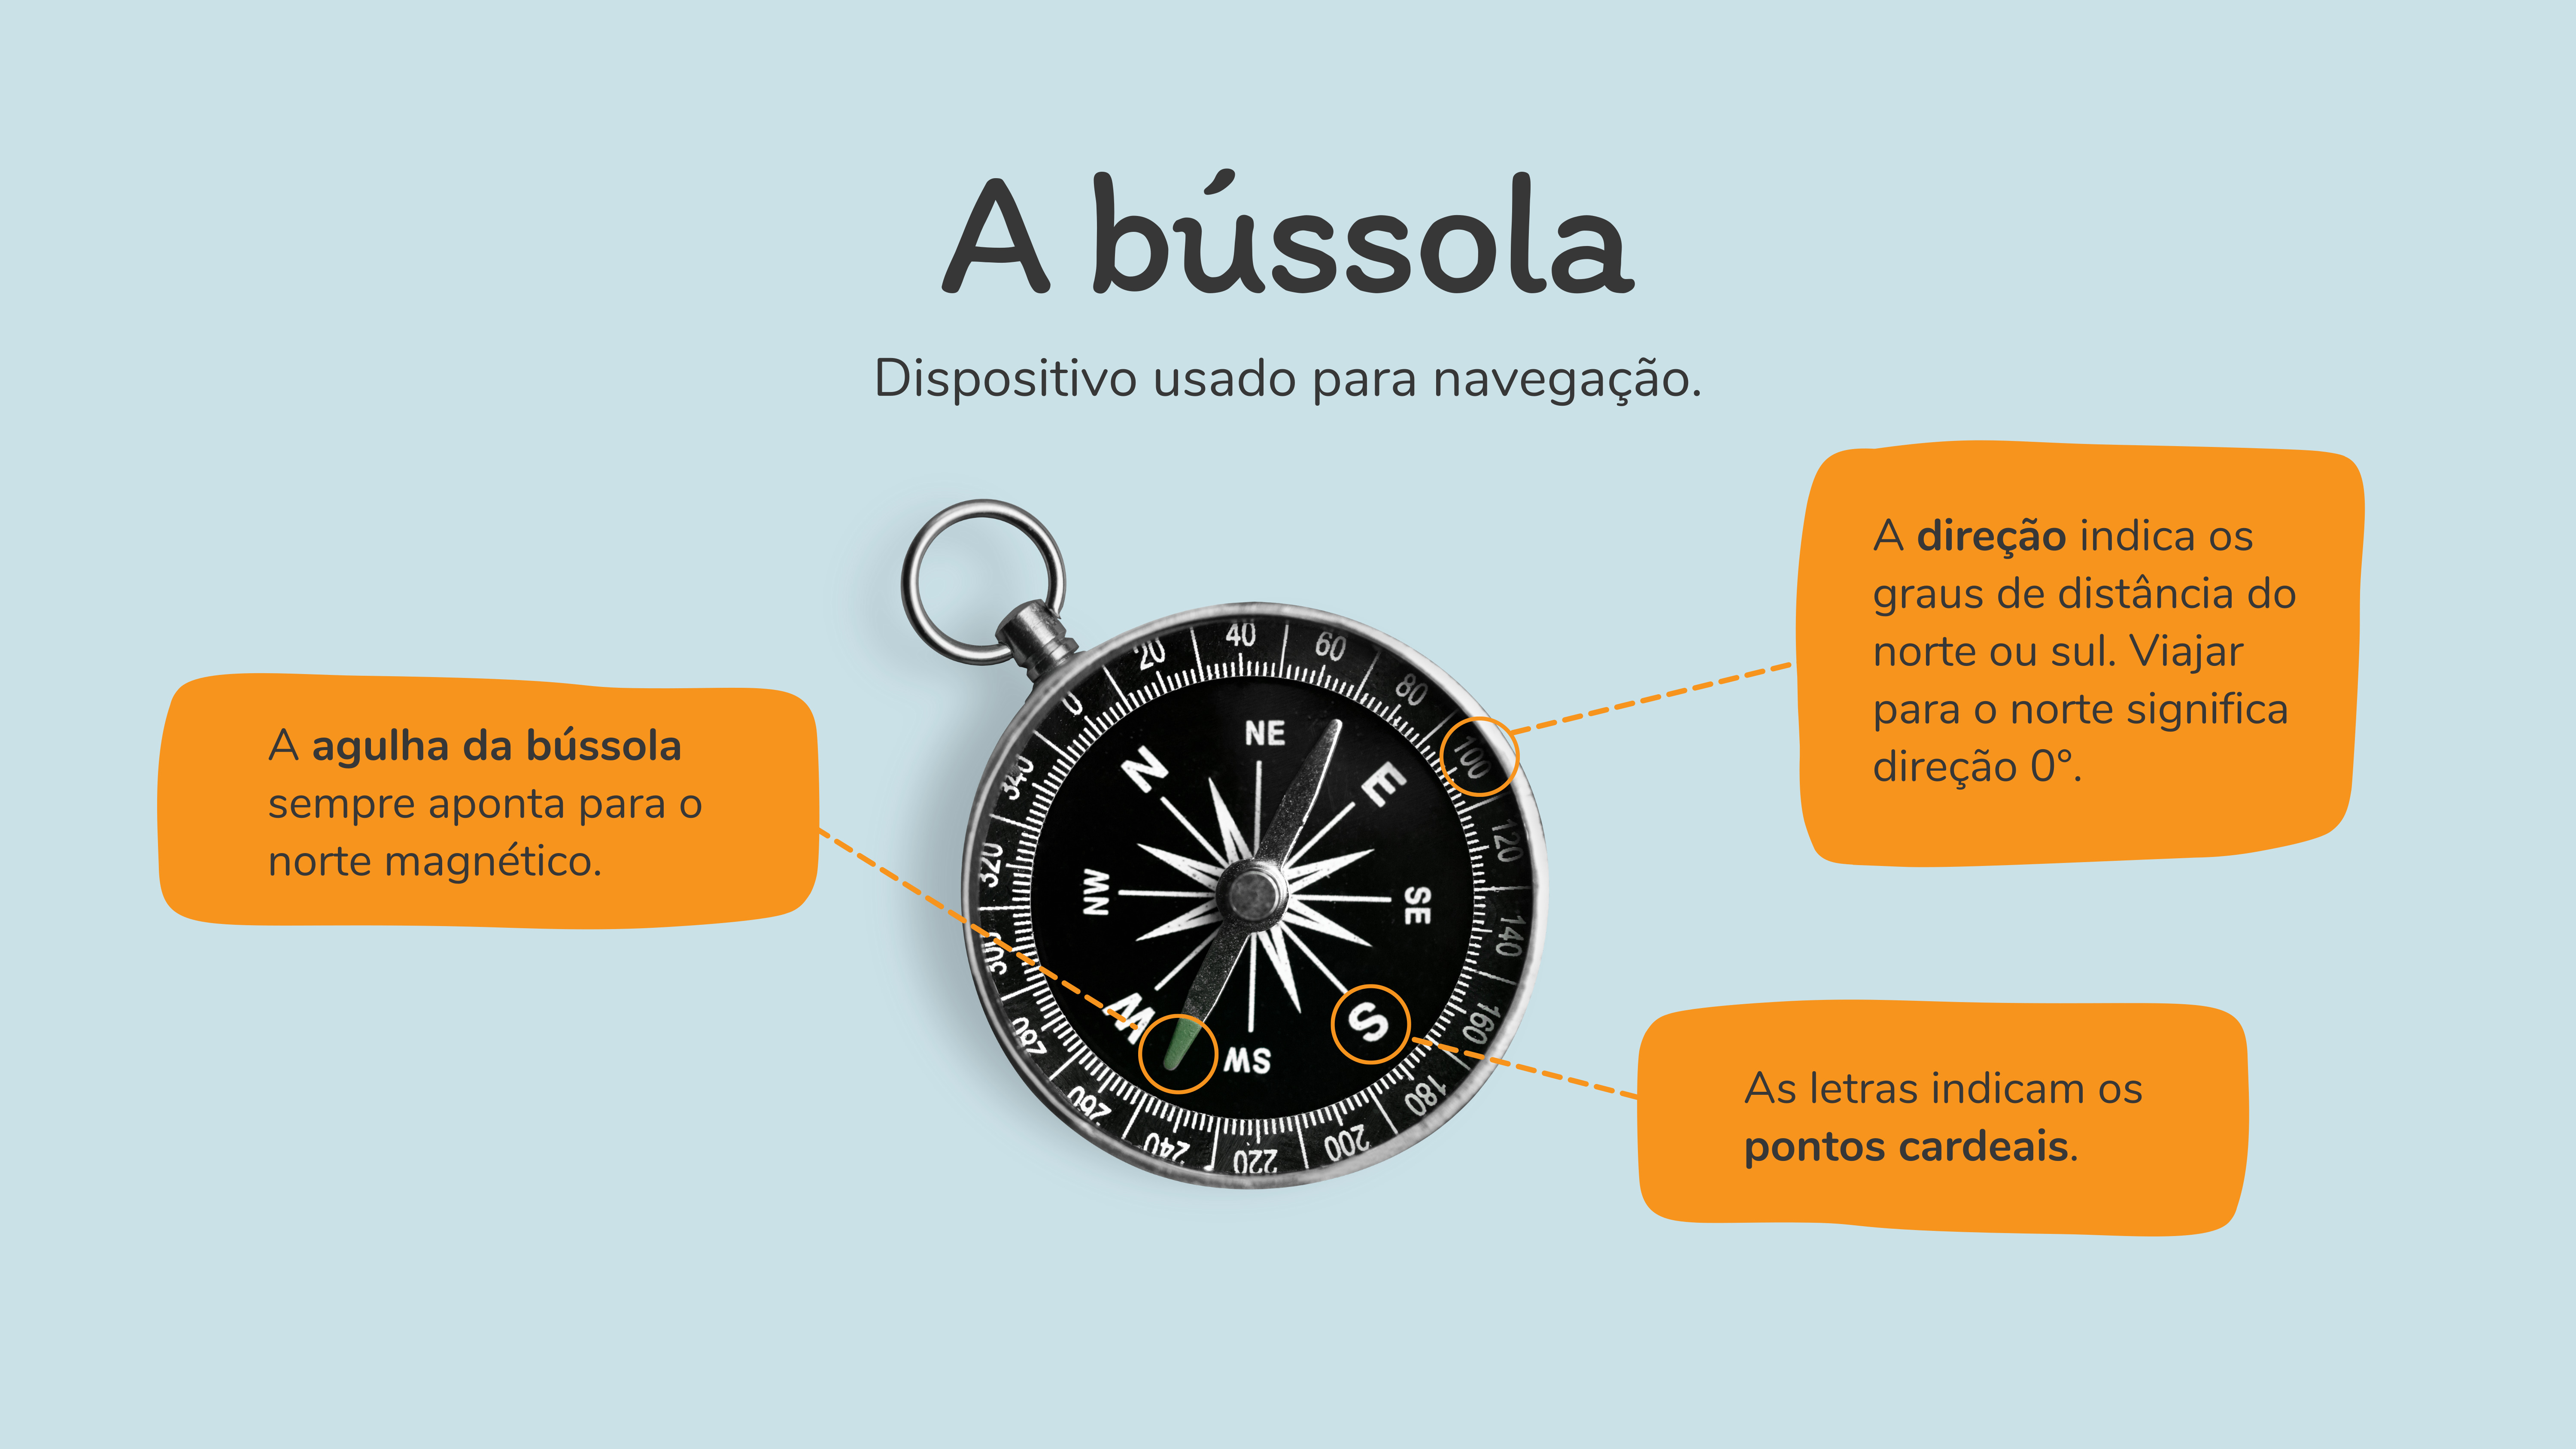 A bússola
Dispositivo usado para navegação.
A direção indica os
graus de distância do
norte ou sul. Viajar
para o norte significa
direção 0°.
A agulha da bússola
sempre aponta para o
norte magnético.
As letras indicam os
pontos cardeais.
0
20
40
60
80
100
120
140
160
180
200
220
240
260
280
300
320
340
N
NE
E
SE
S
SW
W
NW